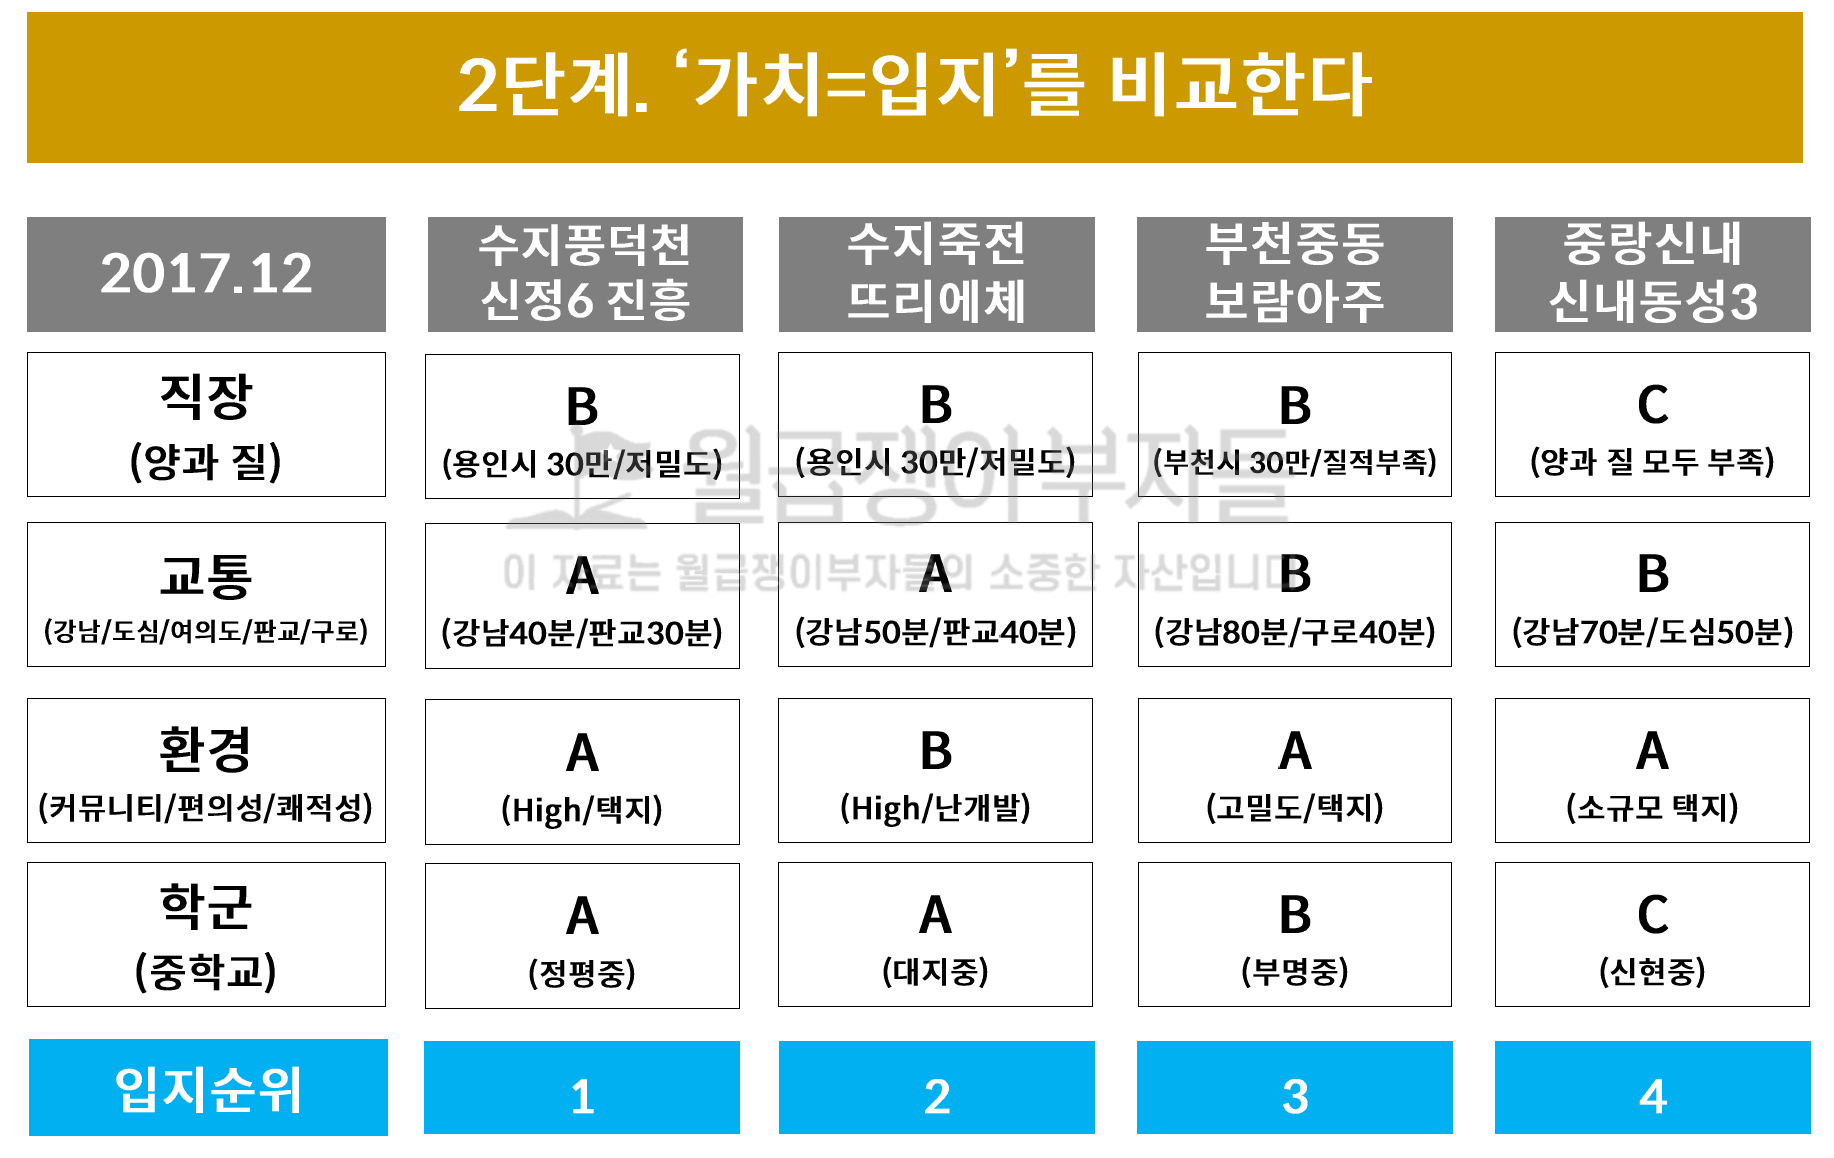 2단계. ‘가치=입지’를 비교한다
2017.12
수지풍덕천
신정6 진흥
수지죽전
뜨리에체
부천중동
보람아주
중랑신내
신내동성3
직장
(양과 질)
B
(용인시 30만/저밀도)
B
(용인시 30만/저밀도)
B
(부천시 30만/질적부족)
C
(양과 질 모두 부족)
월급쟁이부자들
이 자료는 월급쟁이부자들의 소중한 자산입니다
교통
(강남/도심/여의도/판교/구로)
A
(강남40분/판교30분)
A
(강남50분/판교40분)
B
(강남80분/구로40분)
B
(강남70분/도심50분)
환경
(커뮤니티/편의성/쾌적성)
A
(High/택지)
B
(High/난개발)
A
(고밀도/택지)
A
(소규모 택지)
학군
(중학교)
A
(정평중)
A
(대지중)
B
(부명중)
C
(신현중)
입지순위
1
2
3
4